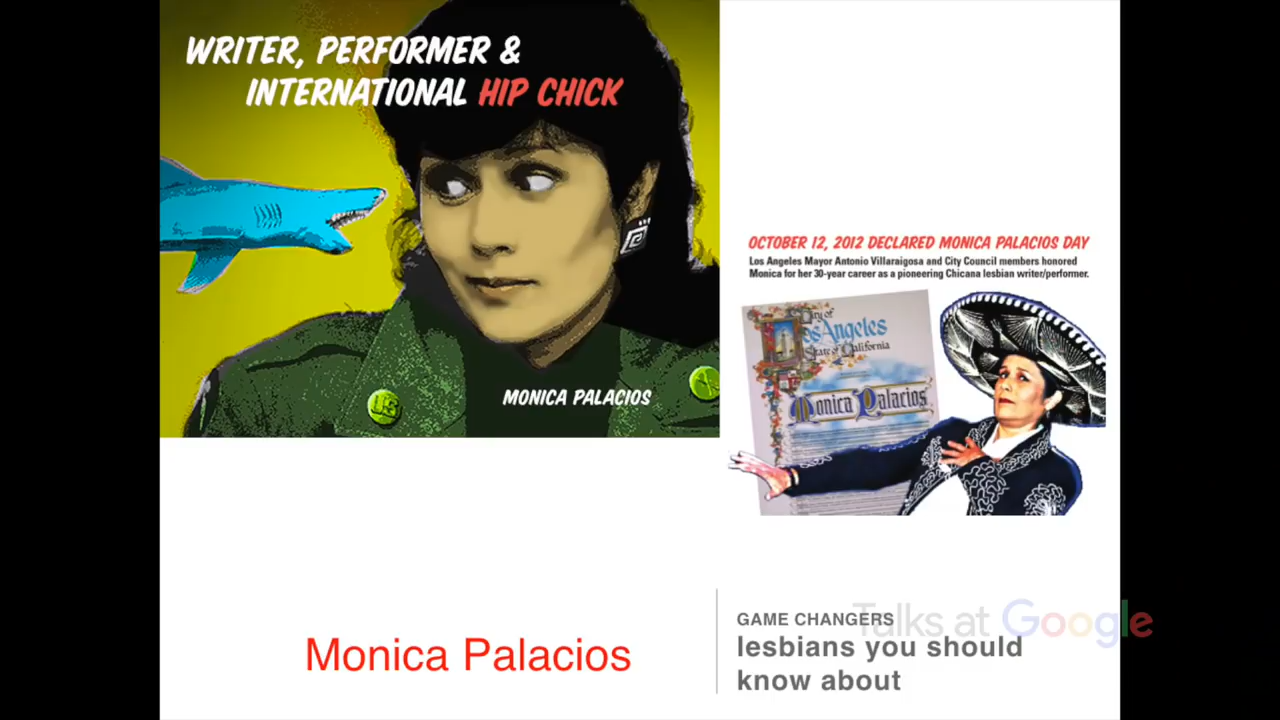 WRITER, PERFORMER &
INTERNATIONAL HIP CHICK
MONICA PALACIOS
OCTOBER 12, 2012 DECLARED MONICA PALACIOS DAY
Los Angeles Mayor Antonio Villaraigosa and City Council members honored
Monica for her 30-year career as a pioneering Chicana lesbian writer/performer.
City of
Los Angeles
State of California
Monica Palacios
Monica Palacios
GAME CHANGERS
lesbians you should
know about
Talks at Google